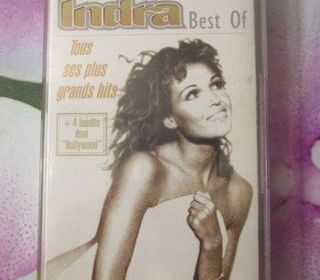 Indra
Best Of
Tous
ses plus
grands hits
+ 4 inédits
dont
"Hollywood"